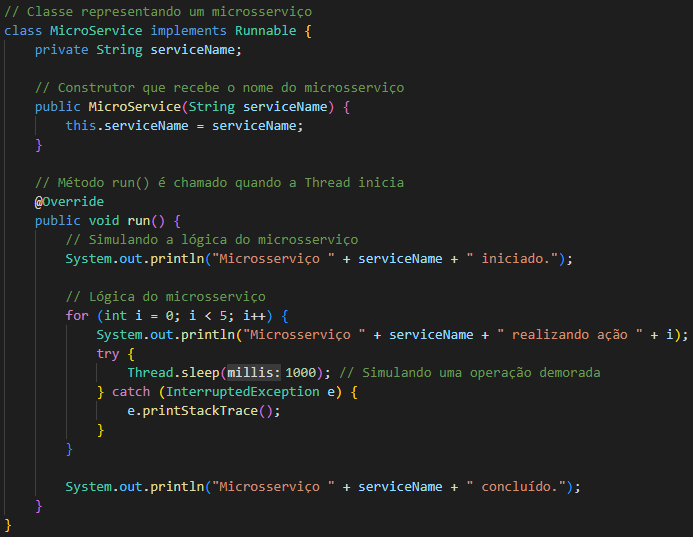 // Classe representando um microsserviço
class MicroService implements Runnable {
    private String serviceName;

    // Construtor que recebe o nome do microsserviço
    public MicroService(String serviceName) {
        this.serviceName = serviceName;
    }

    // Método run() é chamado quando a Thread inicia
    @Override
    public void run() {
        // Simulando a lógica do microsserviço
        System.out.println("Microsserviço " + serviceName + " iniciado.");

        // Lógica do microsserviço
        for (int i = 0; i < 5; i++) {
            System.out.println("Microsserviço " + serviceName + " realizando ação " + i);
            try {
                Thread.sleep(millis: 1000); // Simulando uma operação demorada
            } catch (InterruptedException e) {
                e.printStackTrace();
            }
        }

        System.out.println("Microsserviço " + serviceName + " concluído.");
    }
}